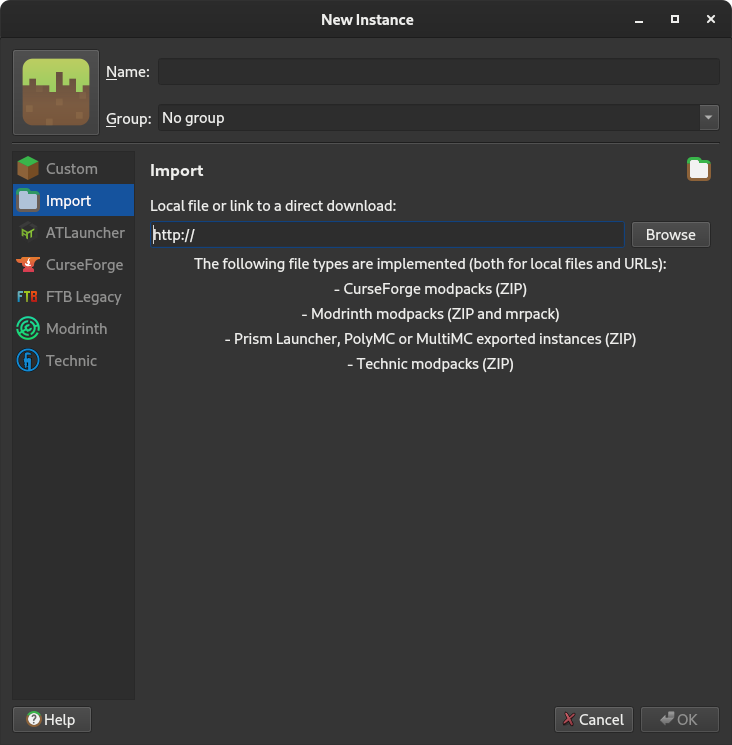 New Instance
Name:
Group: No group
Custom
Import
ATLauncher
CurseForge
FTB FTB Legacy
Modrinth
Technic
Import
Local file or link to a direct download:
http:// Browse
The following file types are implemented (both for local files and URLs):
- CurseForge modpacks (ZIP)
- Modrinth modpacks (ZIP and mrpack)
- Prism Launcher, PolyMC or MultiMC exported instances (ZIP)
- Technic modpacks (ZIP)
Help Cancel OK